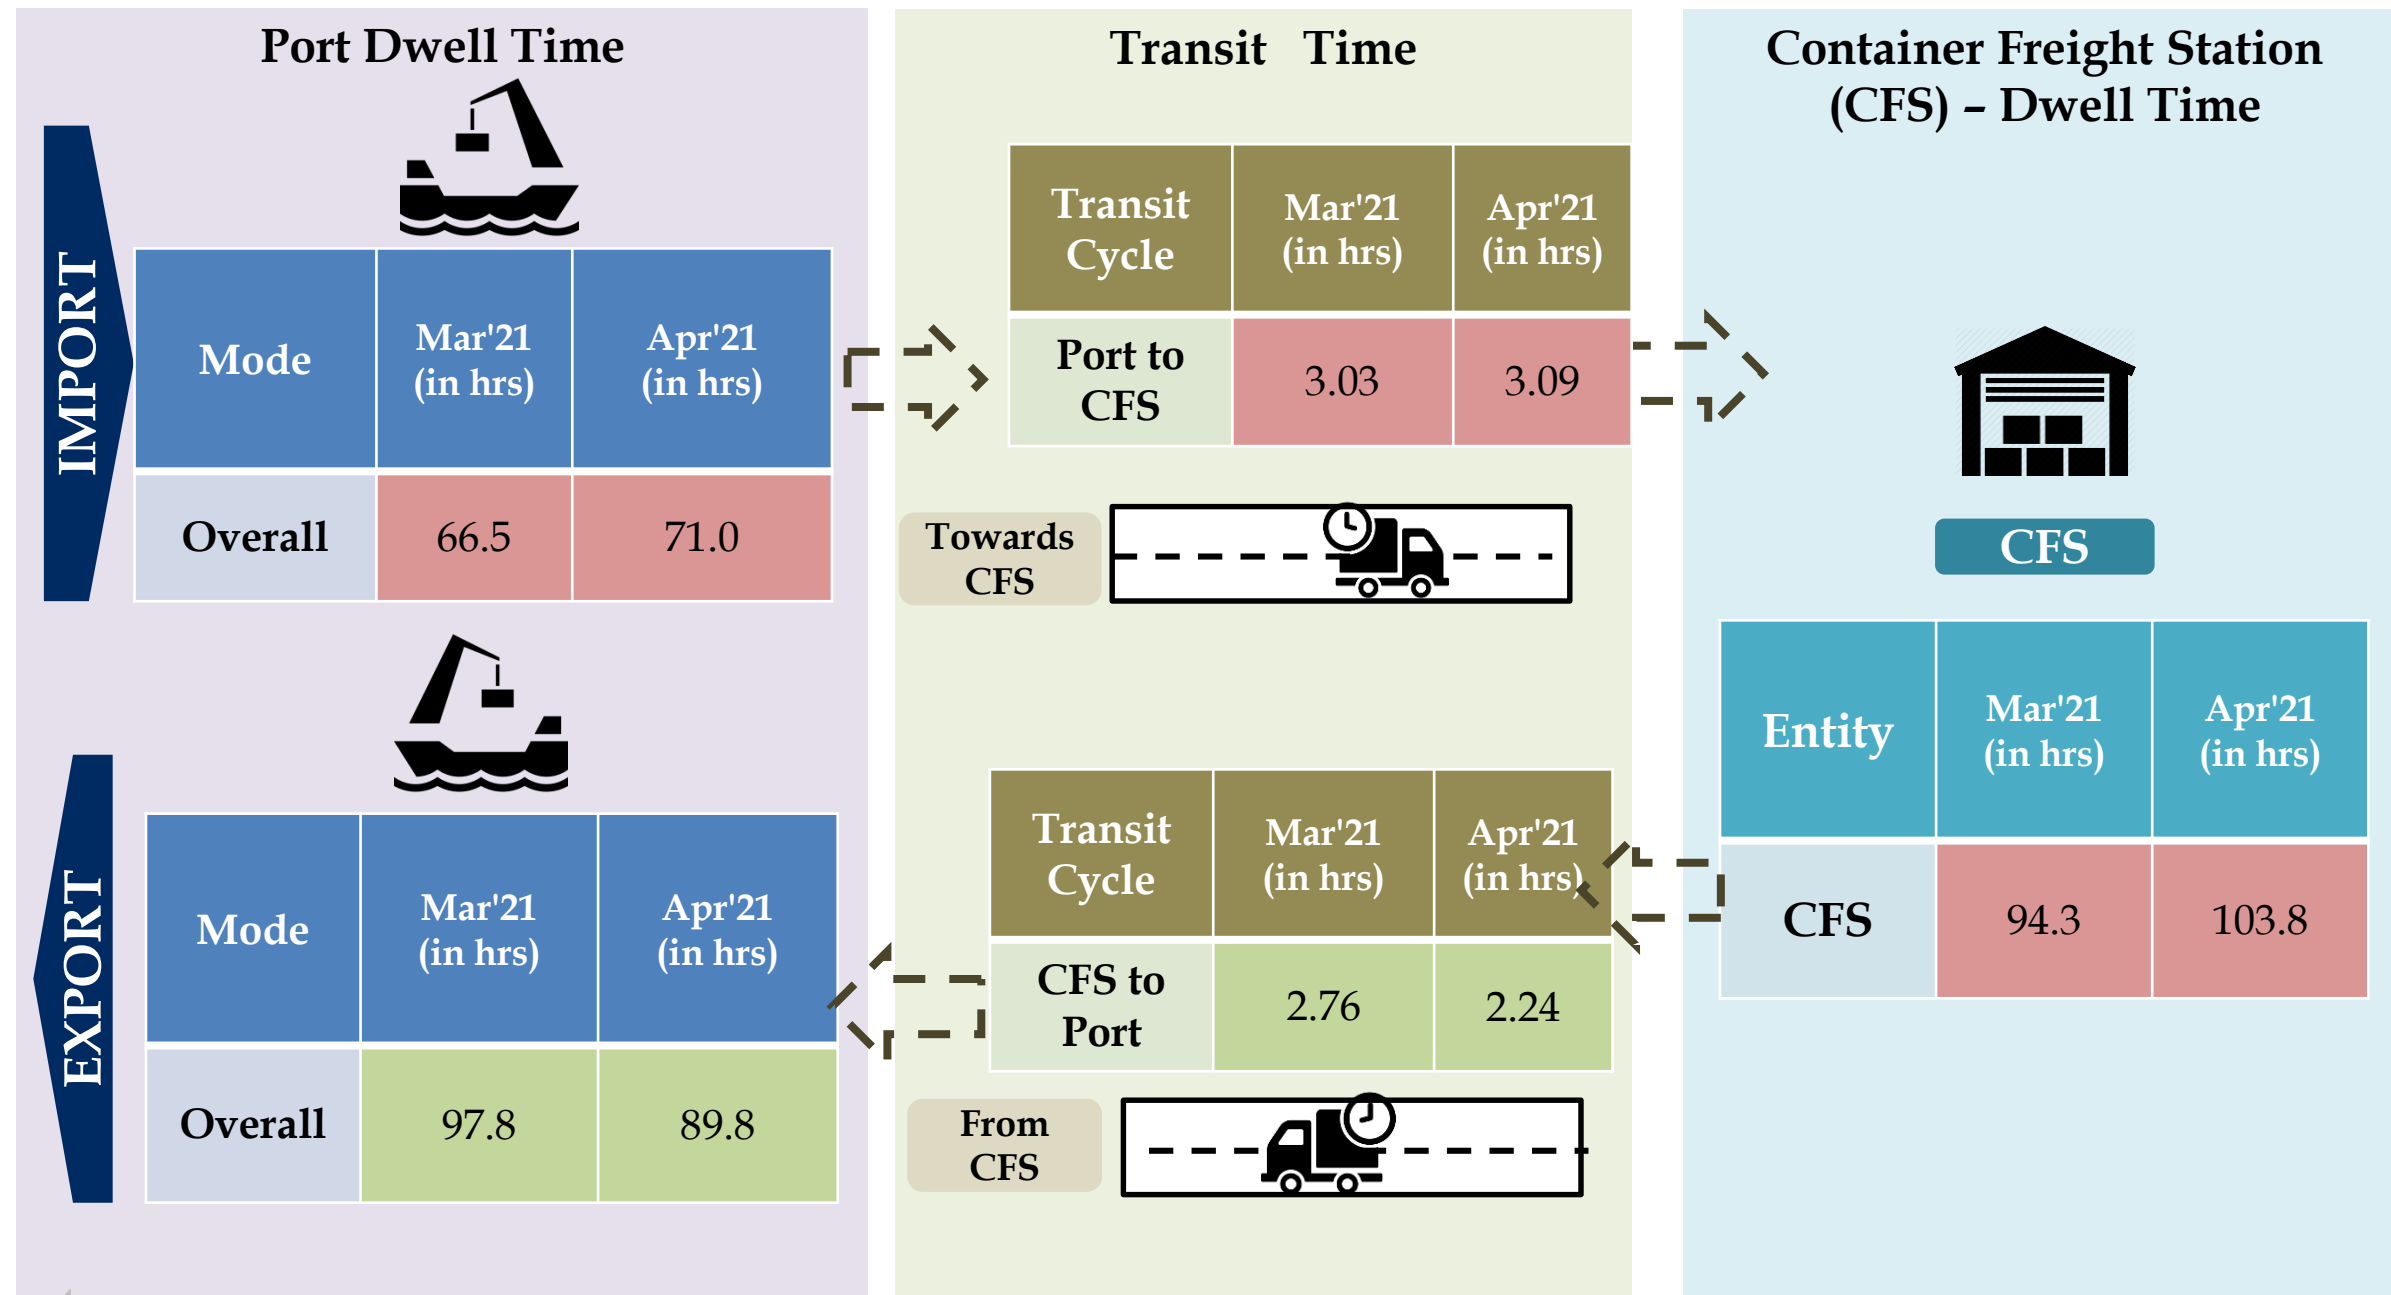 Port Dwell Time
IMPORT
Mode
Mar'21
(in hrs)
Apr'21
(in hrs)
Overall
66.5
71.0
EXPORT
Mode
Mar'21
(in hrs)
Apr'21
(in hrs)
Overall
97.8
89.8
Transit Time
Transit
Cycle
Mar'21
(in hrs)
Apr'21
(in hrs)
Port to
CFS
3.03
3.09
Towards
CFS
Transit
Cycle
Mar'21
(in hrs)
Apr'21
(in hrs)
CFS to
Port
2.76
2.24
From
CFS
Container Freight Station
(CFS) – Dwell Time
CFS
Entity
Mar'21
(in hrs)
Apr'21
(in hrs)
CFS
94.3
103.8